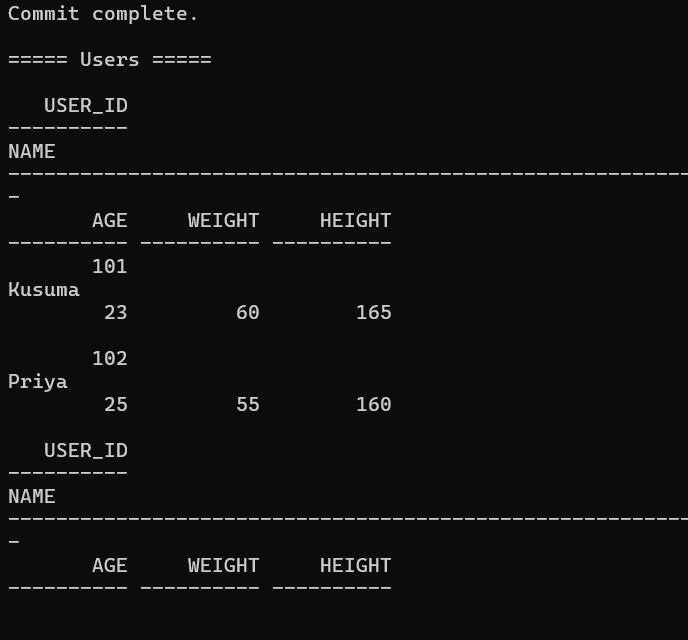 Commit complete.
===== Users =====
USER_ID
----------
NAME
---------------------------------------------------------
-
AGE WEIGHT HEIGHT
---------- ---------- ----------
101
Kusuma
23 60 165
102
Priya
25 55 160
USER_ID
----------
NAME
---------------------------------------------------------
-
AGE WEIGHT HEIGHT
---------- ---------- ----------